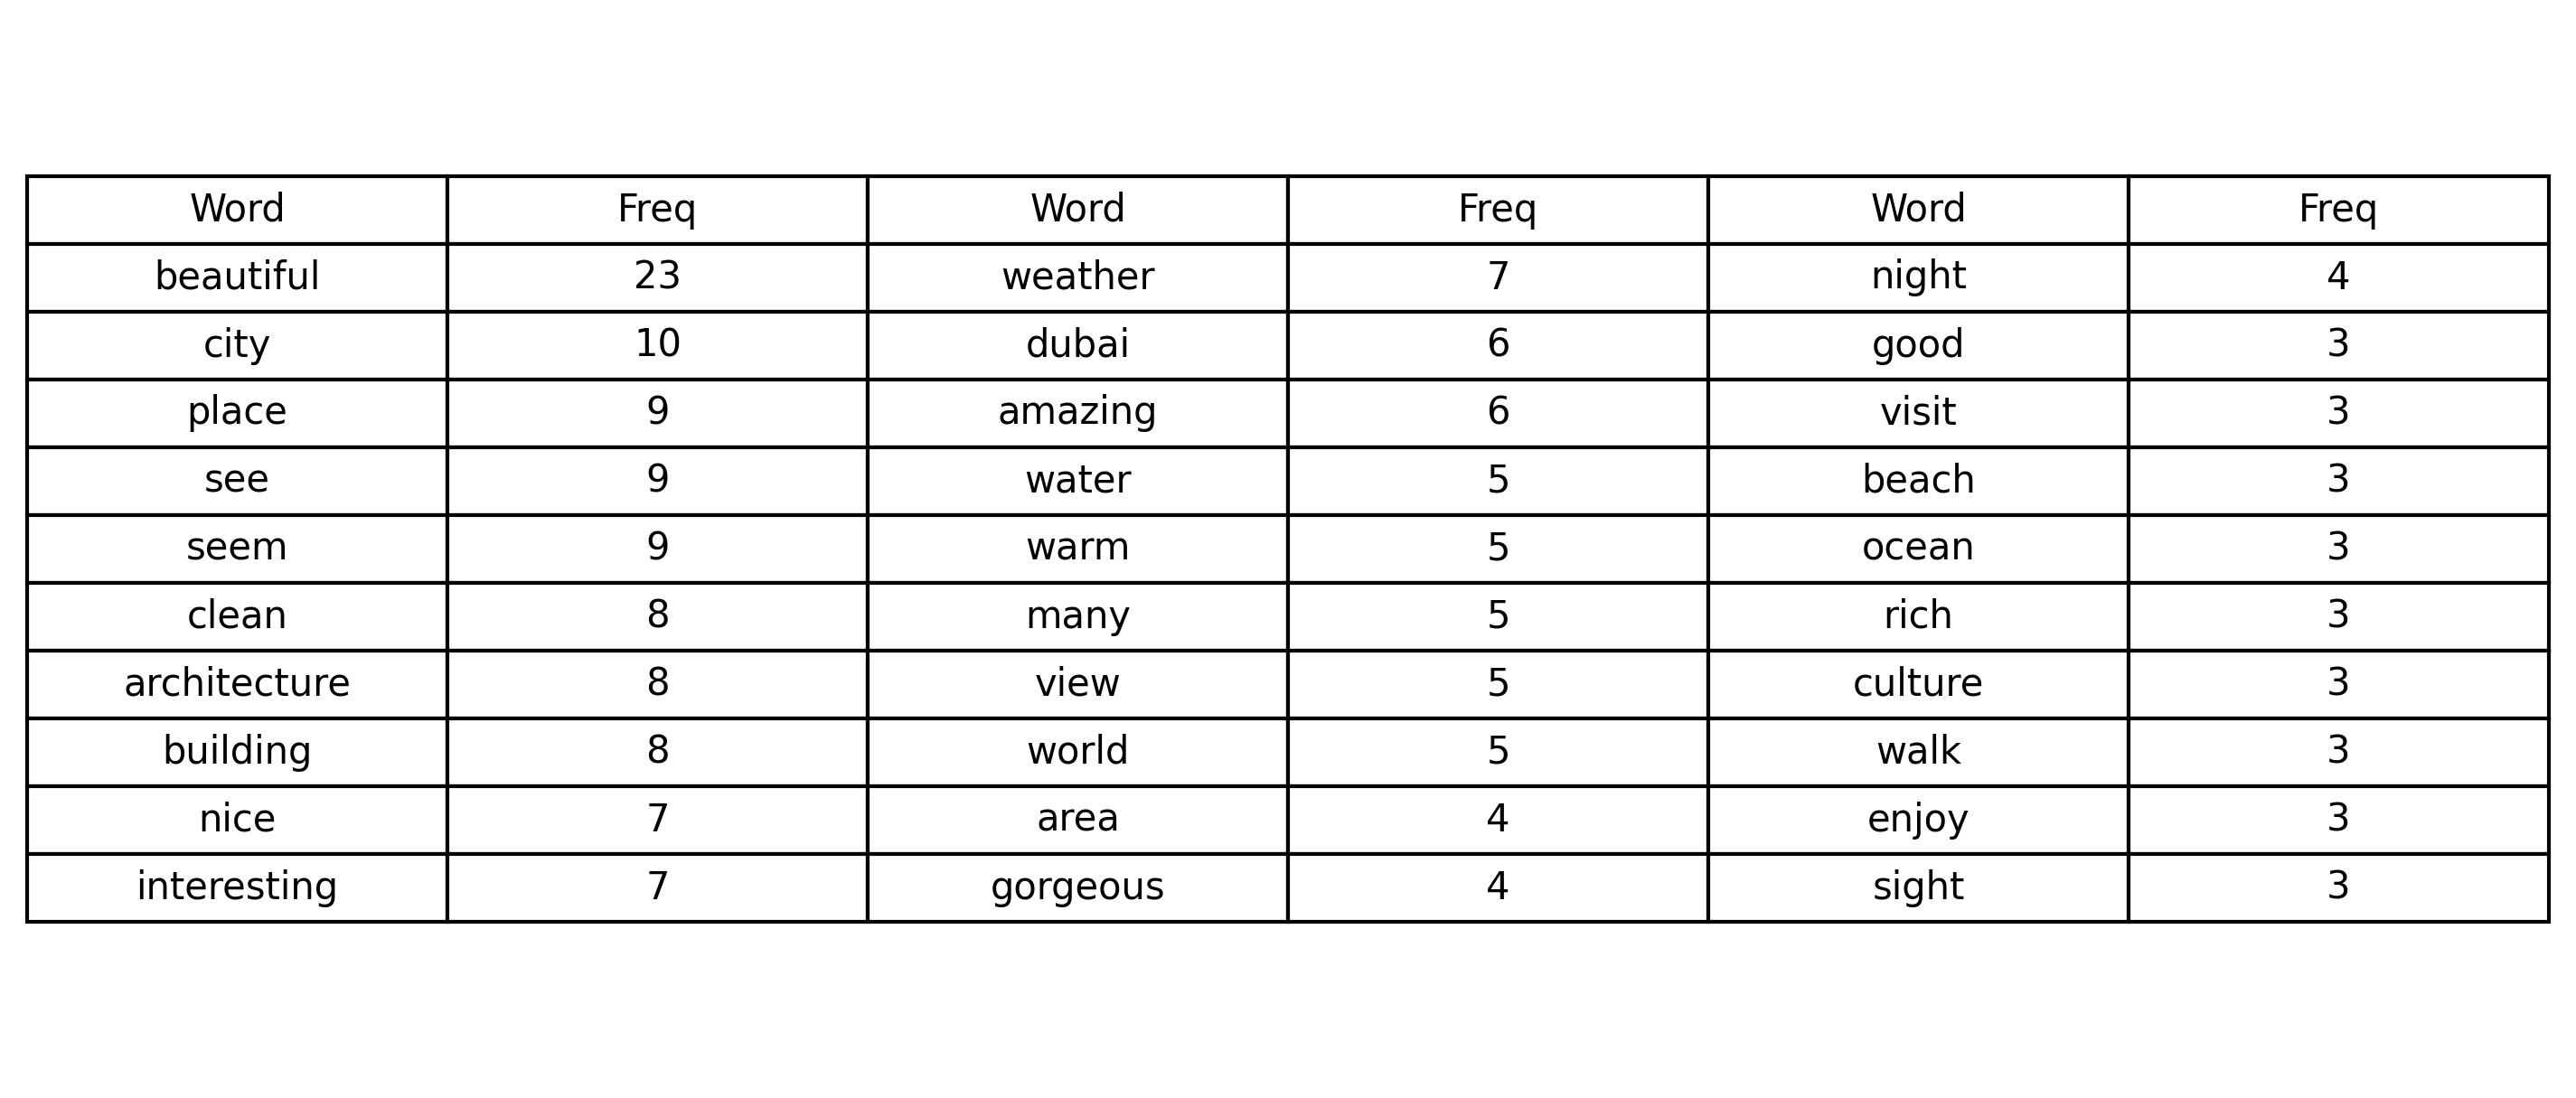 Word Freq Word Freq Word Freq
beautiful 23 weather 7 night 4
city 10 dubai 6 good 3
place 9 amazing 6 visit 3
see 9 water 5 beach 3
seem 9 warm 5 ocean 3
clean 8 many 5 rich 3
architecture 8 view 5 culture 3
building 8 world 5 walk 3
nice 7 area 4 enjoy 3
interesting 7 gorgeous 4 sight 3